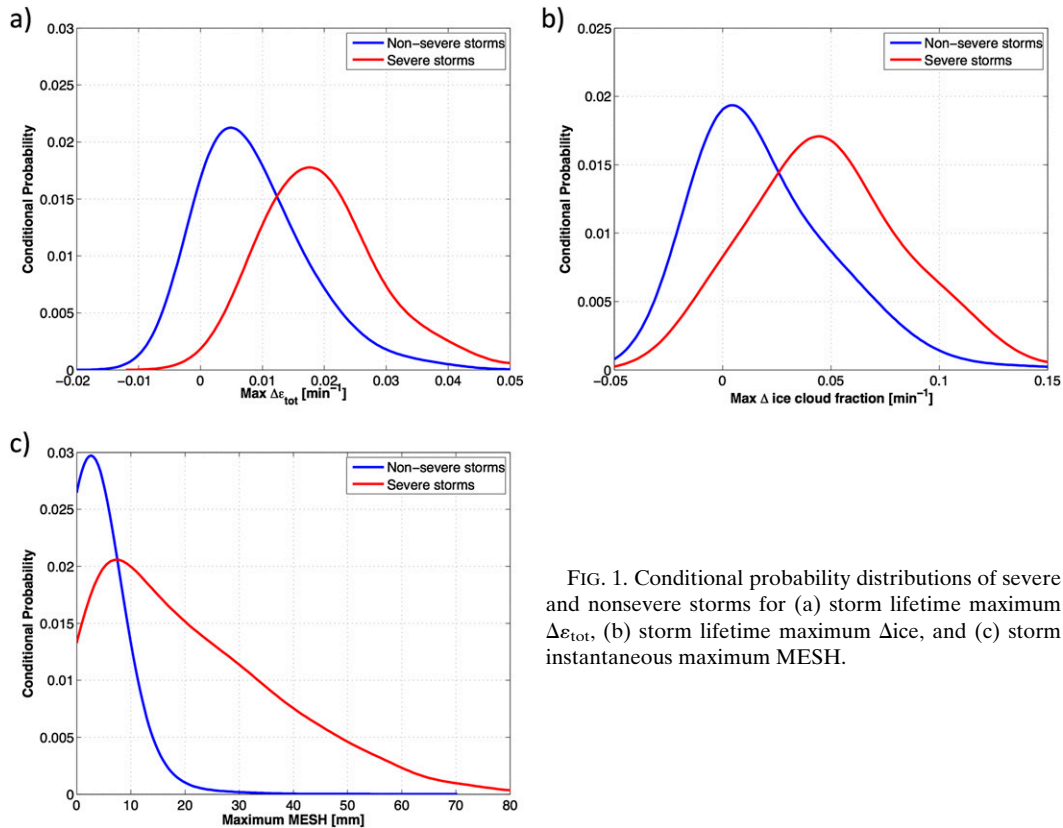 a)
0.03
0.025
0.02
0.015
0.01
0.005
0
Conditional Probability
Non-severe storms
Severe storms
−0.02 −0.01 0 0.01 0.02 0.03 0.04 0.05
Max Δεtot [min−1]
b)
0.025
0.02
0.015
0.01
0.005
0
Conditional Probability
Non-severe storms
Severe storms
−0.05 0 0.05 0.1 0.15
Max Δ ice cloud fraction [min−1]
c)
0.03
0.025
0.02
0.015
0.01
0.005
0
Conditional Probability
Non-severe storms
Severe storms
0 10 20 30 40 50 60 70 80
Maximum MESH [mm]
FIG. 1. Conditional probability distributions of severe
and nonsevere storms for (a) storm lifetime maximum
Δεtot, (b) storm lifetime maximum Δice, and (c) storm
instantaneous maximum MESH.